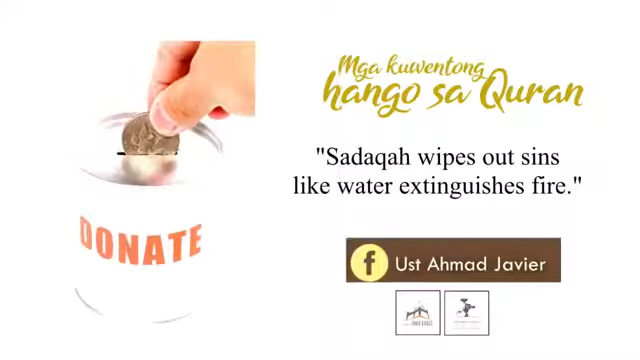 Mga kuwentong
hango sa Quran
"Sadaqah wipes out sins
like water extinguishes fire."
DONATE
f Ust Ahmad Javier